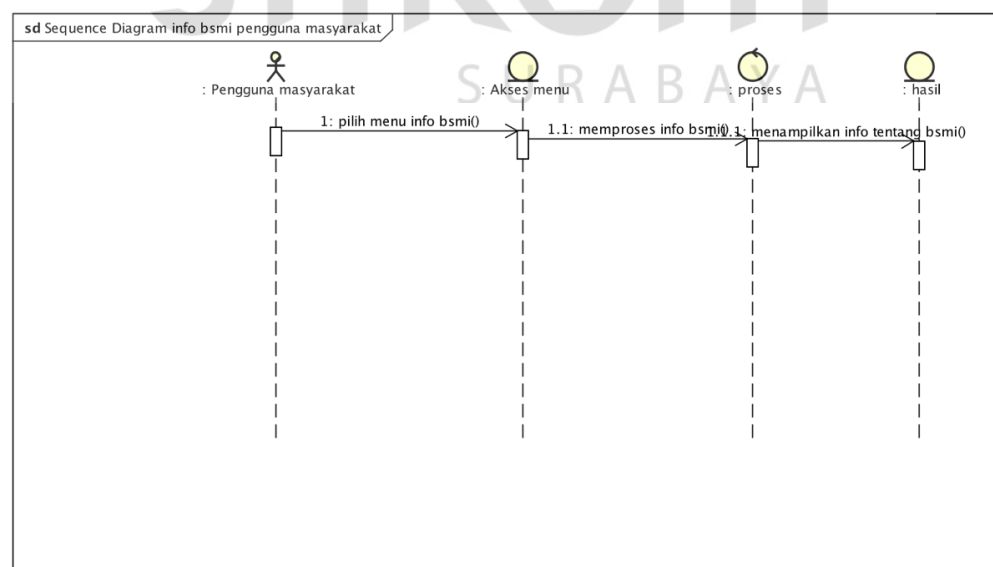 sd Sequence Diagram info bsmi pengguna masyarakat
SURABAYA
: Pengguna masyarakat
: Akses menu
: proses
: hasil
1: pilih menu info bsmi()
1.1: memproses info bsmi()
1.1.1: menampilkan info tentang bsmi()